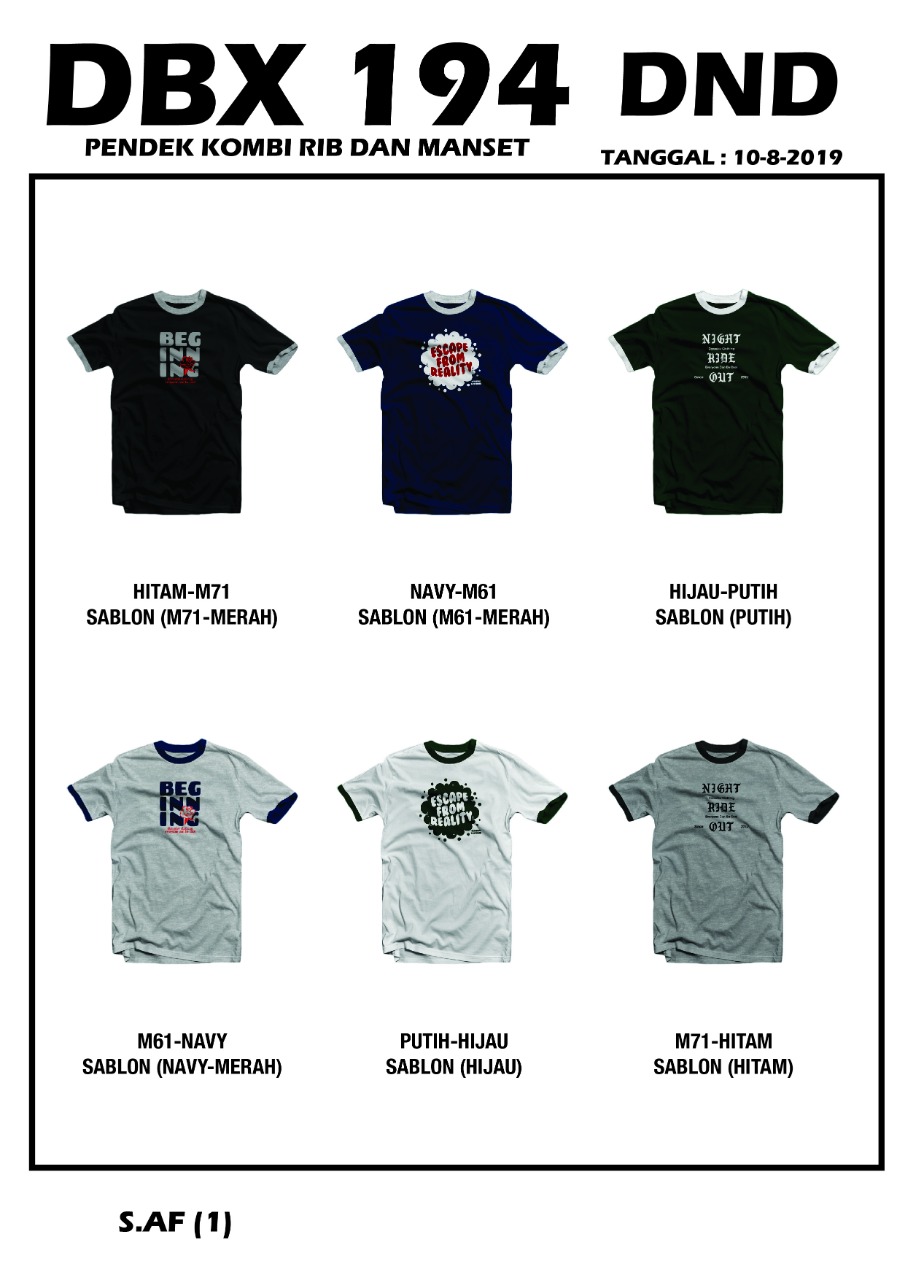 DBX 194 DND
PENDEK KOMBI RIB DAN MANSET
TANGGAL : 10-8-2019
BEG
INN
ING
ESCAPE
FROM
REALITY
NIGHT
RIDE
OUT
HITAM-M71
SABLON (M71-MERAH)
NAVY-M61
SABLON (M61-MERAH)
HIJAU-PUTIH
SABLON (PUTIH)
BEG
INN
ING
ESCAPE
FROM
REALITY
NIGHT
RIDE
OUT
M61-NAVY
SABLON (NAVY-MERAH)
PUTIH-HIJAU
SABLON (HIJAU)
M71-HITAM
SABLON (HITAM)
S.AF (1)